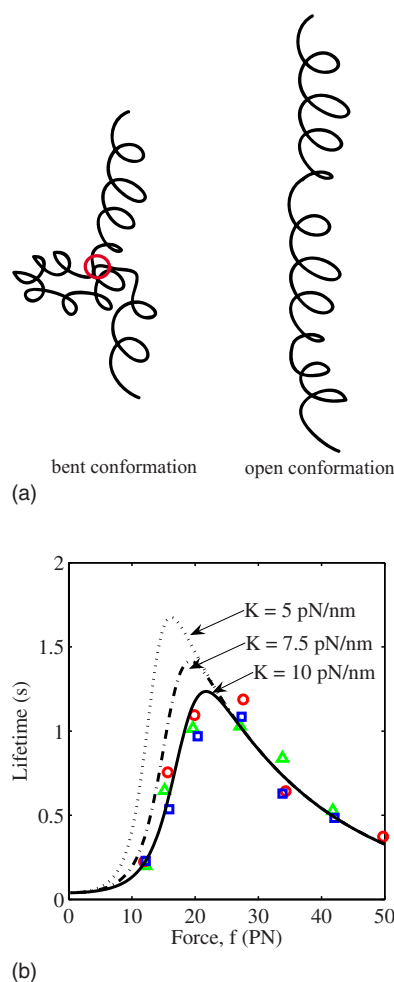 bent conformation open conformation
(a)
2
K = 5 pN/nm
K = 7.5 pN/nm
1.5
K = 10 pN/nm
Lifetime (s)
1
0.5
0
0 10 20 30 40 50
Force, f (PN)
(b)